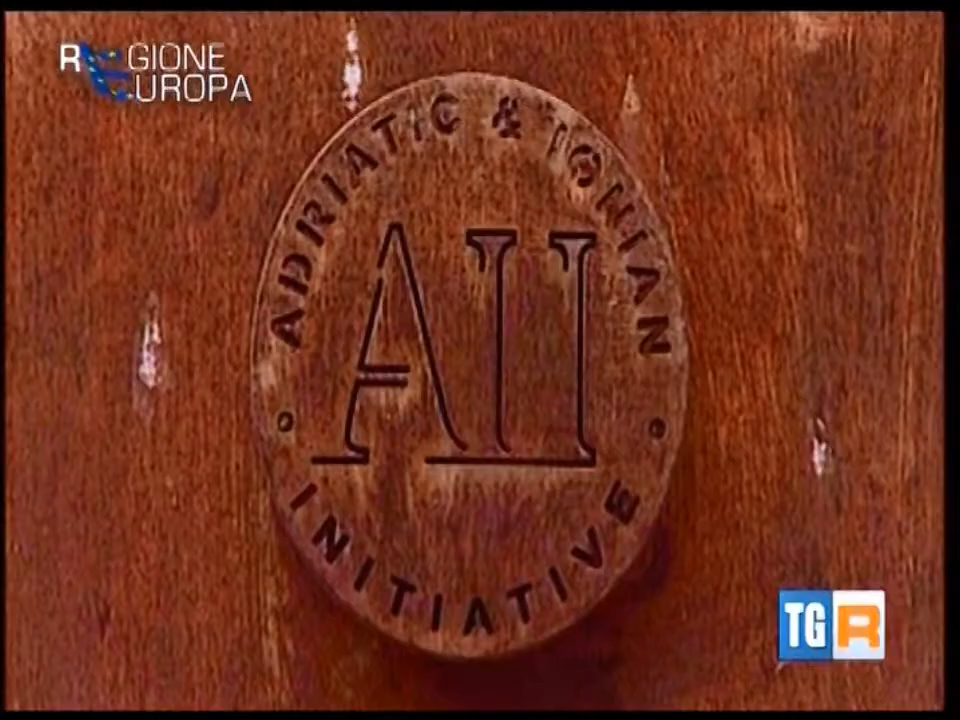 REGIONE
EUROPA
ADRIATIC & IONIAN
AII
INITIATIVE
TGR